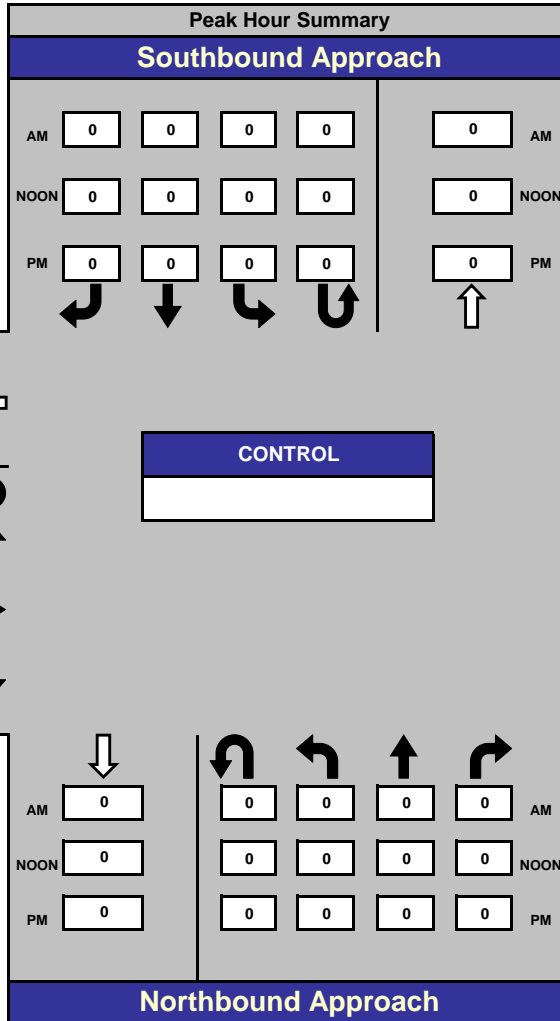 Peak Hour Summary
Southbound Approach
AM 0 0 0 0 0 AM
NOON 0 0 0 0 0 NOON
PM 0 0 0 0 0 PM
CONTROL
AM 0 0 0 0 0 AM
NOON 0 0 0 0 0 NOON
PM 0 0 0 0 0 PM
Northbound Approach